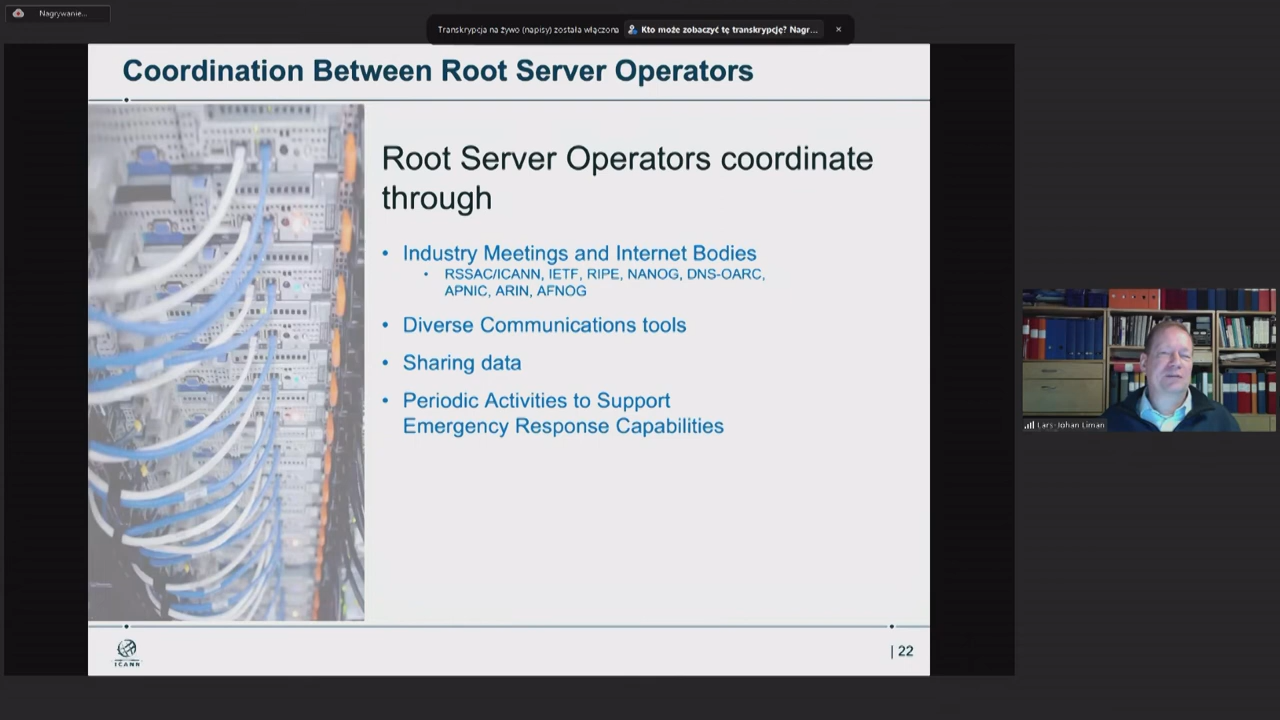 Nagrywanie...
Transkrypcja na żywo (napisy) została włączona Kto może zobaczyć tę transkrypcję? Nagr... ×
Coordination Between Root Server Operators
Root Server Operators coordinate
through
• Industry Meetings and Internet Bodies
• RSSAC/ICANN, IETF, RIPE, NANOG, DNS-OARC,
APNIC, ARIN, AFNOG
• Diverse Communications tools
• Sharing data
• Periodic Activities to Support
Emergency Response Capabilities
Lars-Johan Liman
ICANN
| 22